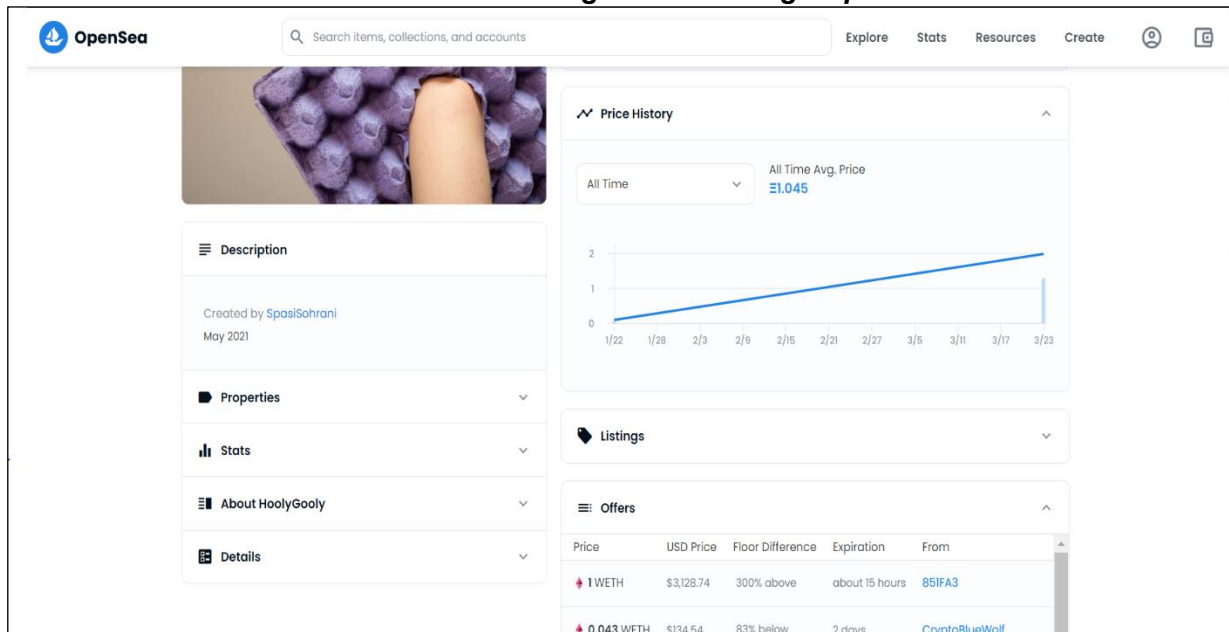 OpenSea
Search items, collections, and accounts
Explore Stats Resources Create
Price History
All Time
All Time Avg. Price
Ξ1.045
2
1
0
1/22 1/28 2/3 2/9 2/15 2/21 2/27 3/5 3/11 3/17 3/23
Description
Created by SpasiSohrani
May 2021
Properties
Stats
About HoolyGooly
Details
Listings
Offers
Price USD Price Floor Difference Expiration From
1 WETH $3,128.74 300% above about 15 hours 851FA3
0.043 WETH $134.54 83% below 2 days CryptoBlueWolf